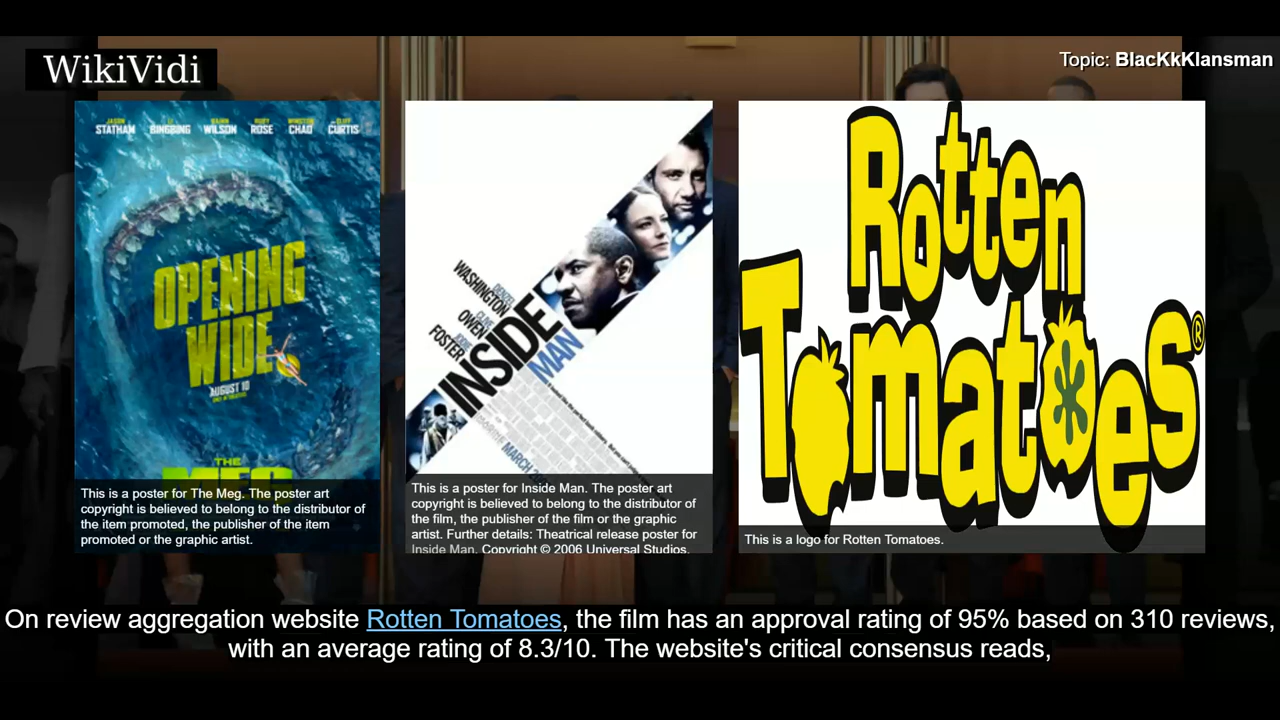 WikiVidi
Topic: BlacKkKlansman
JASON STATHAM LI BINGBING RAINN WILSON RUBY ROSE WINSTON CHAO CLIFF CURTIS
OPENING
WIDE
AUGUST 10
THE
MEG
This is a poster for The Meg. The poster art
copyright is believed to belong to the distributor of
the item promoted, the publisher of the item
promoted or the graphic artist.
WASHINGTON
OWEN
FOSTER
INSIDE
MAN
MARCH
This is a poster for Inside Man. The poster art
copyright is believed to belong to the distributor of
the film, the publisher of the film or the graphic
artist. Further details: Theatrical release poster for
Inside Man. Copyright © 2006 Universal Studios.
Rotten
Tomatoes®
This is a logo for Rotten Tomatoes.
On review aggregation website Rotten Tomatoes, the film has an approval rating of 95% based on 310 reviews,
with an average rating of 8.3/10. The website's critical consensus reads,